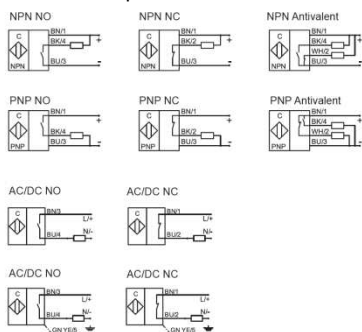 NPN NO
NPN NC
NPN Antivalent
C
BN/1
+
BK/4
NPN
BU/3
-
C
BN/1
+
BK/2
NPN
BU/3
-
C
BN/1
+
BK/4
WH/2
NPN
BU/3
-
PNP NO
PNP NC
PNP Antivalent
C
BN/1
+
BK/4
PNP
BU/3
-
C
BN/1
+
BK/2
PNP
BU/3
-
C
BN/1
+
BK/4
WH/2
PNP
BU/3
-
AC/DC NO
AC/DC NC
C
BN/3
L/+
BU/4
N/-
C
BN/1
L/+
BU/2
N/-
AC/DC NO
AC/DC NC
C
BN/3
L/+
BU/4
N/-
GN,YE/5
C
BN/1
L/+
BU/2
N/-
GN,YE/5